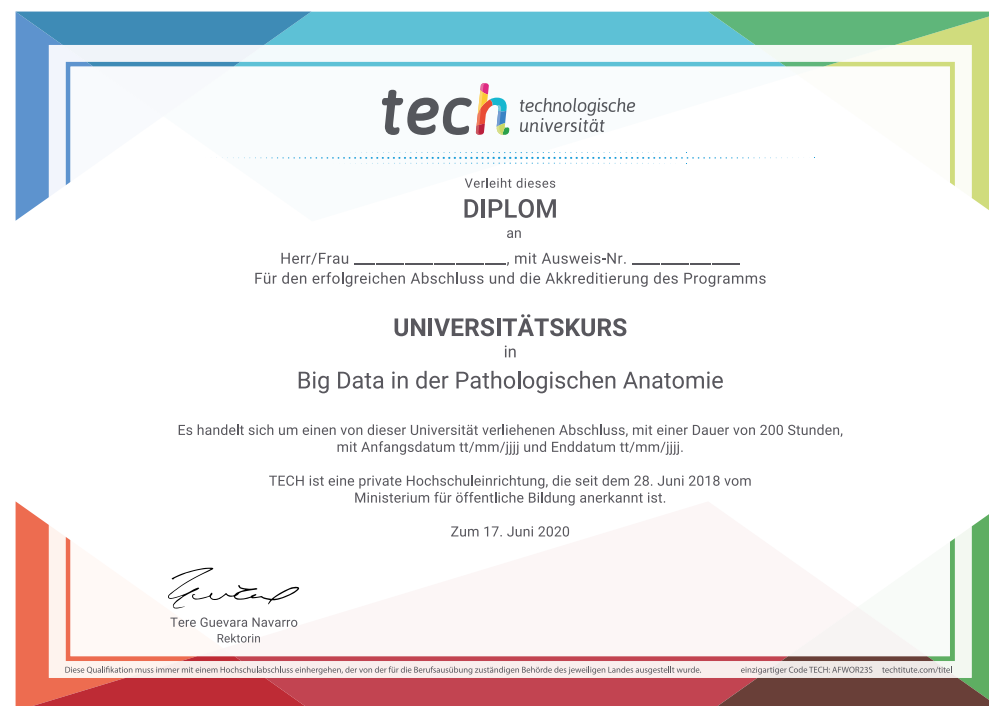 tech technologische
universität
Verleiht dieses
DIPLOM
an
Herr/Frau ________________, mit Ausweis-Nr. ____________
Für den erfolgreichen Abschluss und die Akkreditierung des Programms
UNIVERSITÄTSKURS
in
Big Data in der Pathologischen Anatomie
Es handelt sich um einen von dieser Universität verliehenen Abschluss, mit einer Dauer von 200 Stunden,
mit Anfangsdatum tt/mm/jjjj und Enddatum tt/mm/jjjj.
TECH ist eine private Hochschuleinrichtung, die seit dem 28. Juni 2018 vom
Ministerium für öffentliche Bildung anerkannt ist.
Zum 17. Juni 2020
Tere Guevara Navarro
Rektorin
Diese Qualifikation muss immer mit einem Hochschulabschluss einhergehen, der von der für die Berufsausübung zuständigen Behörde des jeweiligen Landes ausgestellt wurde. einzigartiger Code TECH: AFWOR23S techtitute.com/titel